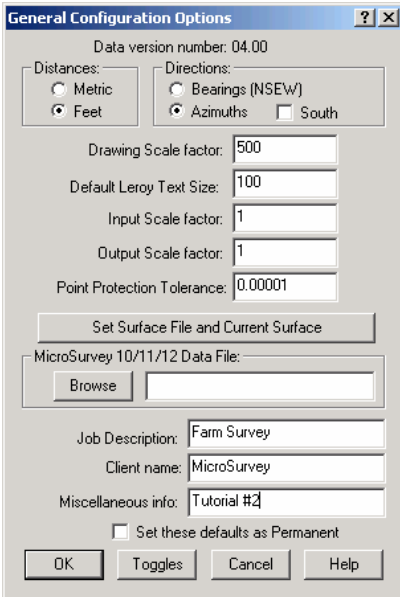 General Configuration Options
Data version number: 04.00
Distances:
Metric
Feet
Directions:
Bearings (NSEW)
Azimuths South
Drawing Scale factor: 500
Default Leroy Text Size: 100
Input Scale factor: 1
Output Scale factor: 1
Point Protection Tolerance: 0.00001
Set Surface File and Current Surface
MicroSurvey 10/11/12 Data File:
Browse
Job Description: Farm Survey
Client name: MicroSurvey
Miscellaneous info: Tutorial #2
Set these defaults as Permanent
OK Toggles Cancel Help